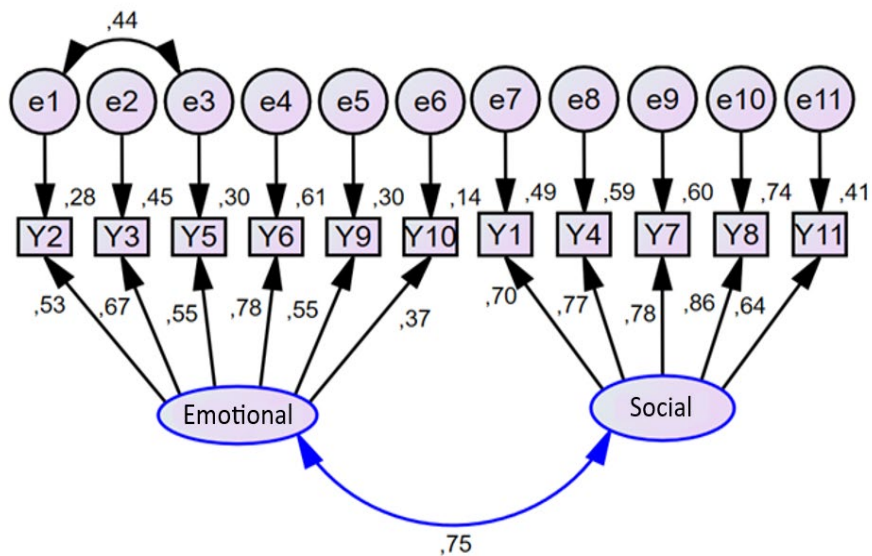 ,44
e1 e2 e3 e4 e5 e6 e7 e8 e9 e10 e11
,28 ,45 ,30 ,61 ,30 ,14 ,49 ,59 ,60 ,74 ,41
Y2 Y3 Y5 Y6 Y9 Y10 Y1 Y4 Y7 Y8 Y11
,53 ,67 ,55 ,78 ,55 ,37 ,70 ,77 ,78 ,86 ,64
Emotional Social
,75